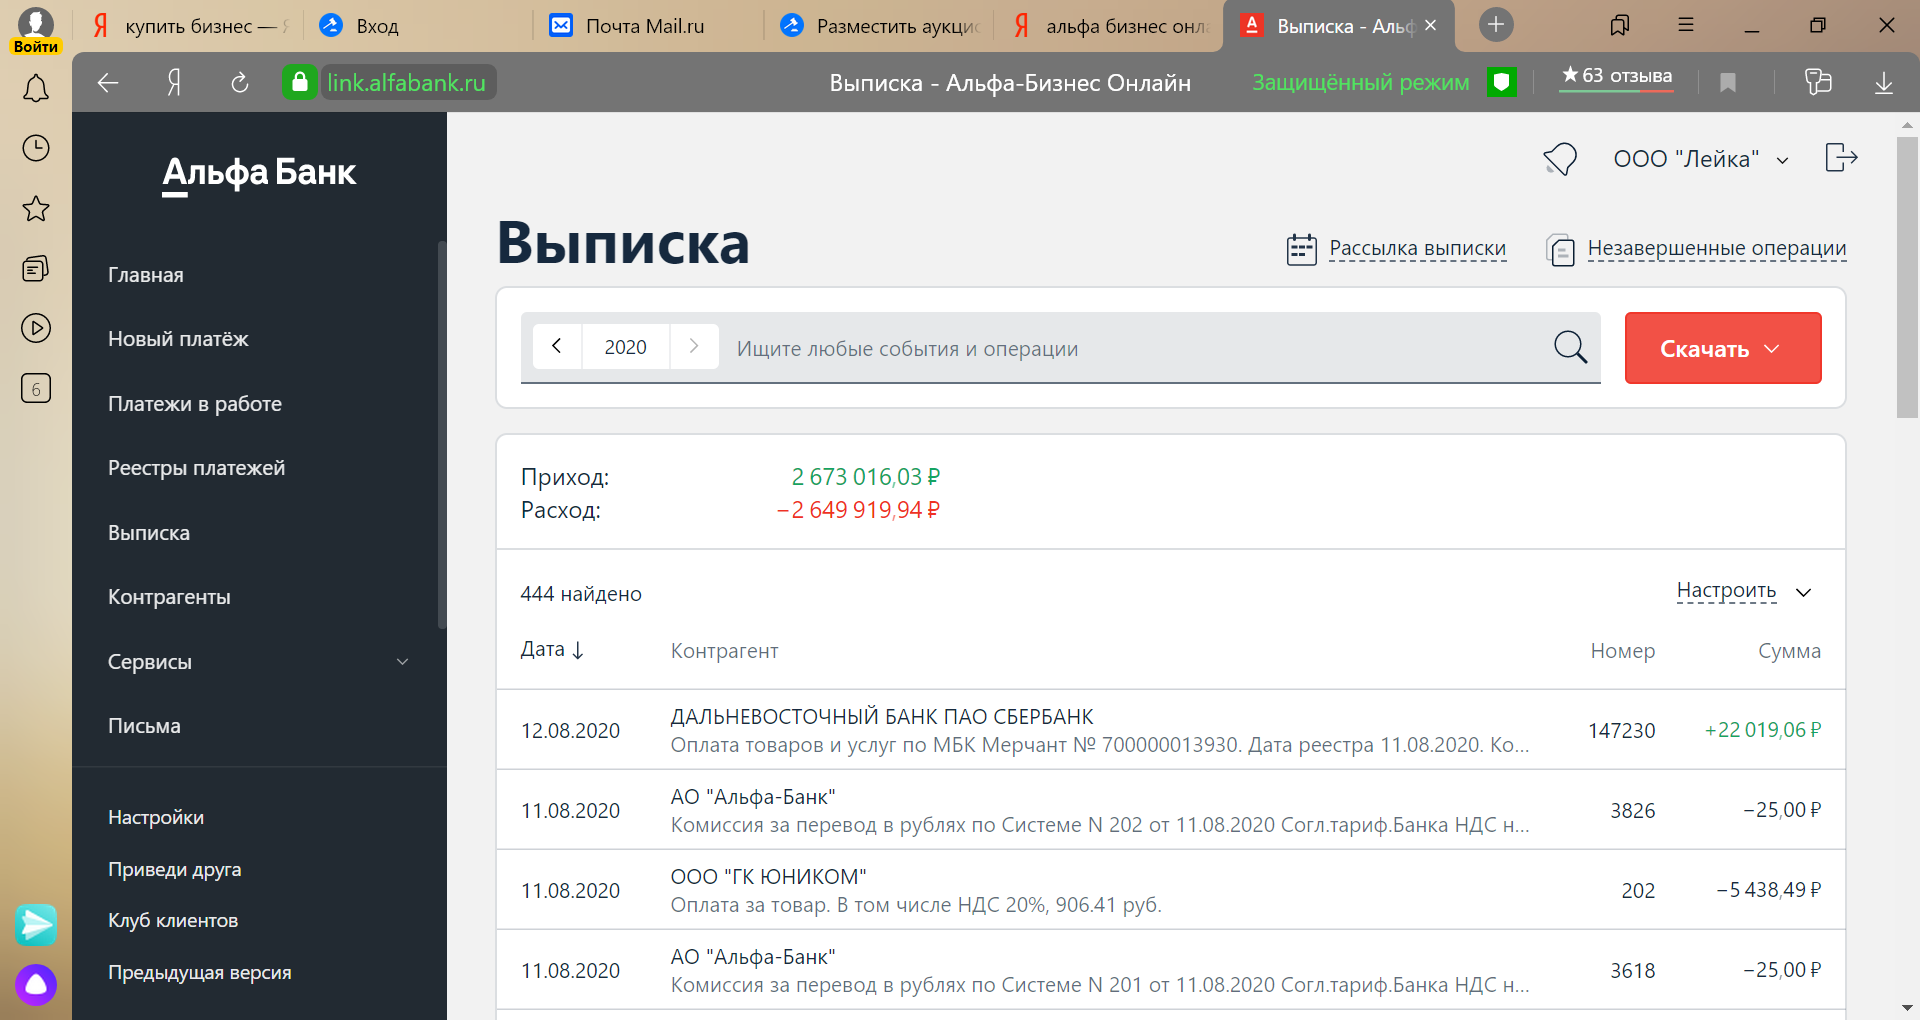 Войти
купить бизнес —
Вход
Почта Mail.ru
Разместить аукцис
альфа бизнес онл
Выписка - Альф
link.alfabank.ru
Выписка - Альфа-Бизнес Онлайн
Защищённый режим
★63 отзыва
6
Альфа Банк
Главная
Новый платёж
Платежи в работе
Реестры платежей
Выписка
Контрагенты
Сервисы
Письма
Настройки
Приведи друга
Клуб клиентов
Предыдущая версия
ООО "Лейка"
Выписка
Рассылка выписки
Незавершенные операции
2020
Ищите любые события и операции
Скачать
Приход: 2 673 016,03 ₽
Расход: −2 649 919,94 ₽
444 найдено
Настроить
Дата ↓ Контрагент Номер Сумма
ДАЛЬНЕВОСТОЧНЫЙ БАНК ПАО СБЕРБАНК
12.08.2020 147230 +22 019,06 ₽
Оплата товаров и услуг по МБК Мерчант № 700000013930. Дата реестра 11.08.2020. Ко...
АО "Альфа-Банк"
11.08.2020 3826 −25,00 ₽
Комиссия за перевод в рублях по Системе N 202 от 11.08.2020 Согл.тариф.Банка НДС н...
ООО "ГК ЮНИКОМ"
11.08.2020 202 −5 438,49 ₽
Оплата за товар. В том числе НДС 20%, 906.41 руб.
АО "Альфа-Банк"
11.08.2020 3618 −25,00 ₽
Комиссия за перевод в рублях по Системе N 201 от 11.08.2020 Согл.тариф.Банка НДС н...